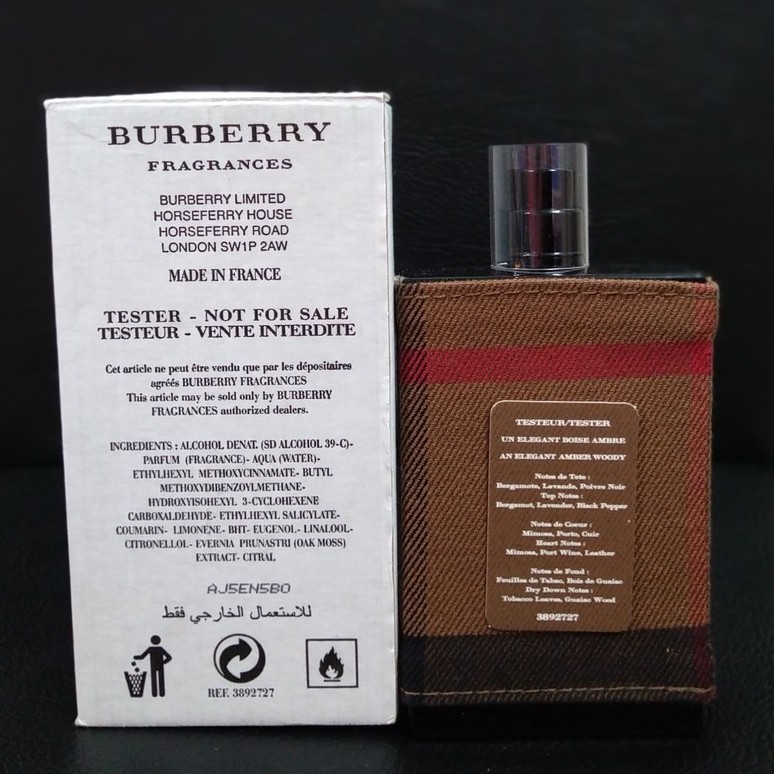 BURBERRY
FRAGRANCES
BURBERRY LIMITED
HORSEFERRY HOUSE
HORSEFERRY ROAD
LONDON SW1P 2AW
MADE IN FRANCE
TESTER - NOT FOR SALE
TESTEUR - VENTE INTERDITE
Cet article ne peut être vendu que par les dépositaires
agréés BURBERRY FRAGRANCES
This article may be sold only by BURBERRY
FRAGRANCES authorized dealers.
INGREDIENTS : ALCOHOL DENAT. (SD ALCOHOL 39-C)-
PARFUM (FRAGRANCE)- AQUA (WATER)-
ETHYLHEXYL METHOXYCINNAMATE- BUTYL
METHOXYDIBENZOYLMETHANE-
HYDROXYISOHEXYL 3-CYCLOHEXENE
CARBOXALDEHYDE- ETHYLHEXYL SALICYLATE-
COUMARIN- LIMONENE- BHT- EUGENOL- LINALOOL-
CITRONELLOL- EVERNIA PRUNASTRI (OAK MOSS)
EXTRACT- CITRAL
AJ5EN5B0
للاستعمال الخارجي فقط
REF. 3892727
TESTEUR/TESTER
UN ELEGANT BOISE AMBRE
AN ELEGANT AMBER WOODY
Notes de Tete :
Bergamote, Lavande, Poivre Noir
Top Notes :
Bergamot, Lavender, Black Pepper
Notes de Coeur :
Mimosa, Porto, Cuir
Heart Notes :
Mimosa, Port Wine, Leather
Notes de Fond :
Feuilles de Tabac, Bois de Guaiac
Dry Down Notes :
Tobacco Leaves, Guaiac Wood
3892727